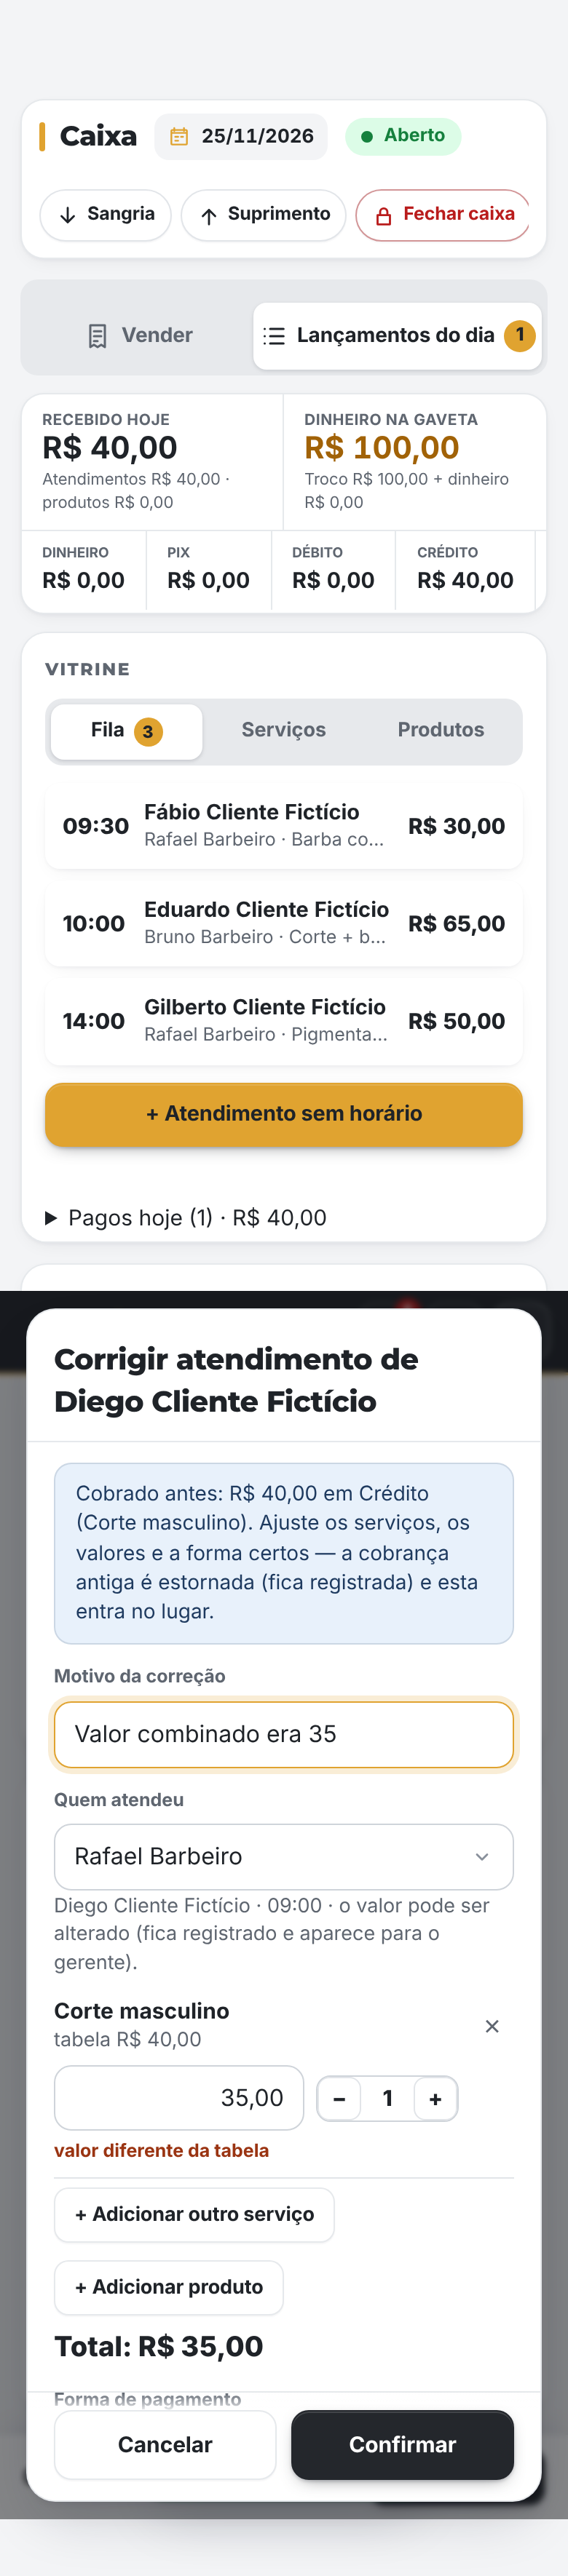 Caixa
25/11/2026
Aberto
Sangria
Suprimento
Fechar caixa
Vender
Lançamentos do dia 1
RECEBIDO HOJE
R$ 40,00
Atendimentos R$ 40,00 ·
produtos R$ 0,00
DINHEIRO NA GAVETA
R$ 100,00
Troco R$ 100,00 + dinheiro
R$ 0,00
DINHEIRO
R$ 0,00
PIX
R$ 0,00
DÉBITO
R$ 0,00
CRÉDITO
R$ 40,00
VITRINE
Fila 3
Serviços
Produtos
09:30
Fábio Cliente Fictício
Rafael Barbeiro · Barba co...
R$ 30,00
10:00
Eduardo Cliente Fictício
Bruno Barbeiro · Corte + b...
R$ 65,00
14:00
Gilberto Cliente Fictício
Rafael Barbeiro · Pigmenta...
R$ 50,00
+ Atendimento sem horário
▶ Pagos hoje (1) · R$ 40,00
Corrigir atendimento de
Diego Cliente Fictício
Cobrado antes: R$ 40,00 em Crédito
(Corte masculino). Ajuste os serviços, os
valores e a forma certos — a cobrança
antiga é estornada (fica registrada) e esta
entra no lugar.
Motivo da correção
Valor combinado era 35
Quem atendeu
Rafael Barbeiro
Diego Cliente Fictício · 09:00 · o valor pode ser
alterado (fica registrado e aparece para o
gerente).
Corte masculino
tabela R$ 40,00
×
35,00
− 1 +
valor diferente da tabela
+ Adicionar outro serviço
+ Adicionar produto
Total: R$ 35,00
Forma de pagamento
Cancelar
Confirmar